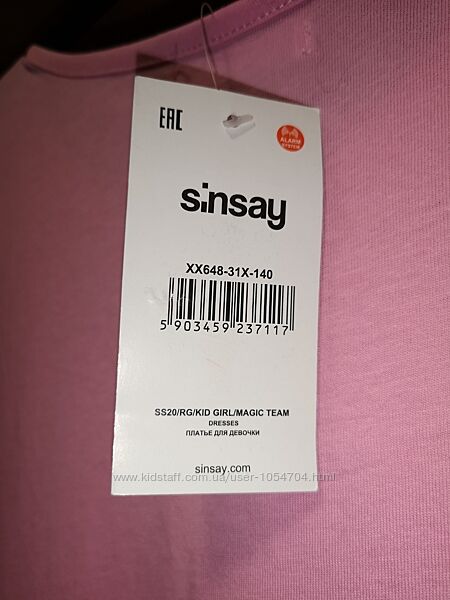 EAC
ALARM
SYSTEM
sinsay
XX648-31X-140
5 903459 237117
SS20/RG/KID GIRL/MAGIC TEAM
DRESSES
ПЛАТЬЕ ДЛЯ ДЕВОЧКИ
sinsay.com
www.kidstaff.com.ua/user-1054704.html